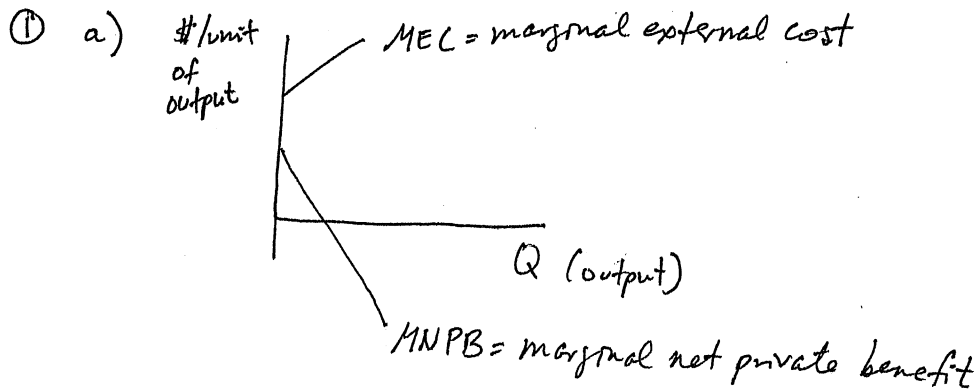 ① a) $/unit of output
MEC = marginal external cost
Q (output)
MNPB = marginal net private benefit